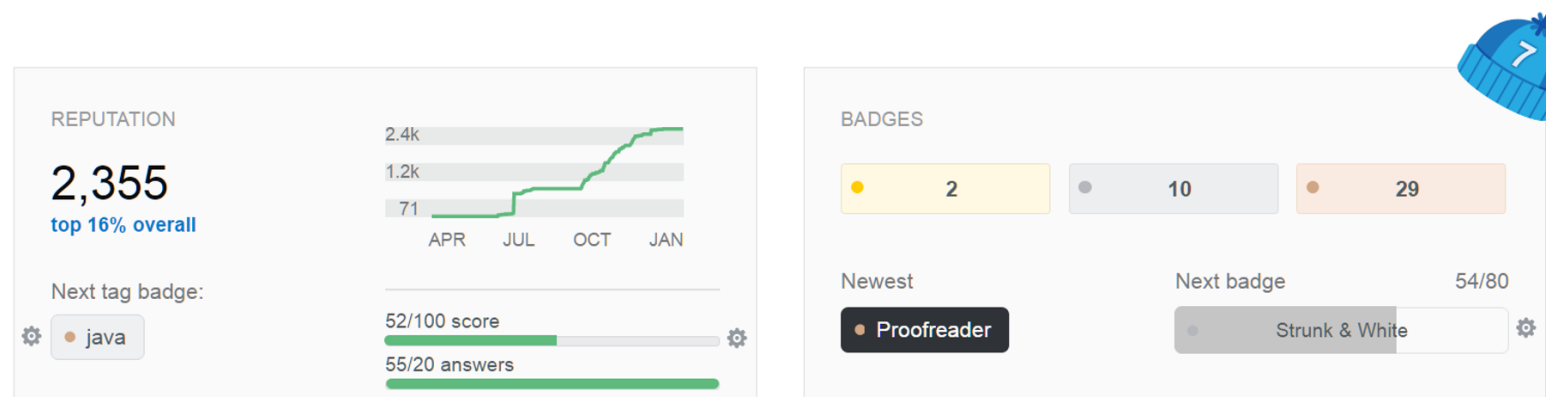 REPUTATION
2,355
top 16% overall
2.4k
1.2k
71
APR JUL OCT JAN
Next tag badge:
java
52/100 score
55/20 answers
BADGES
7
2 10 29
Newest
Proofreader
Next badge 54/80
Strunk & White